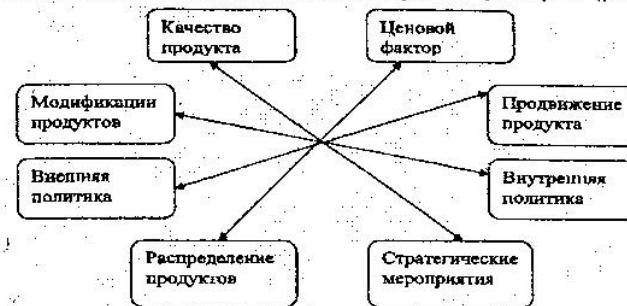 Качество
продукта
Ценовой
фактор
Модификации
продуктов
Продвижение
продукта
Внешняя
политика
Внутренняя
политика
Распределение
продуктов
Стратегические
мероприятия